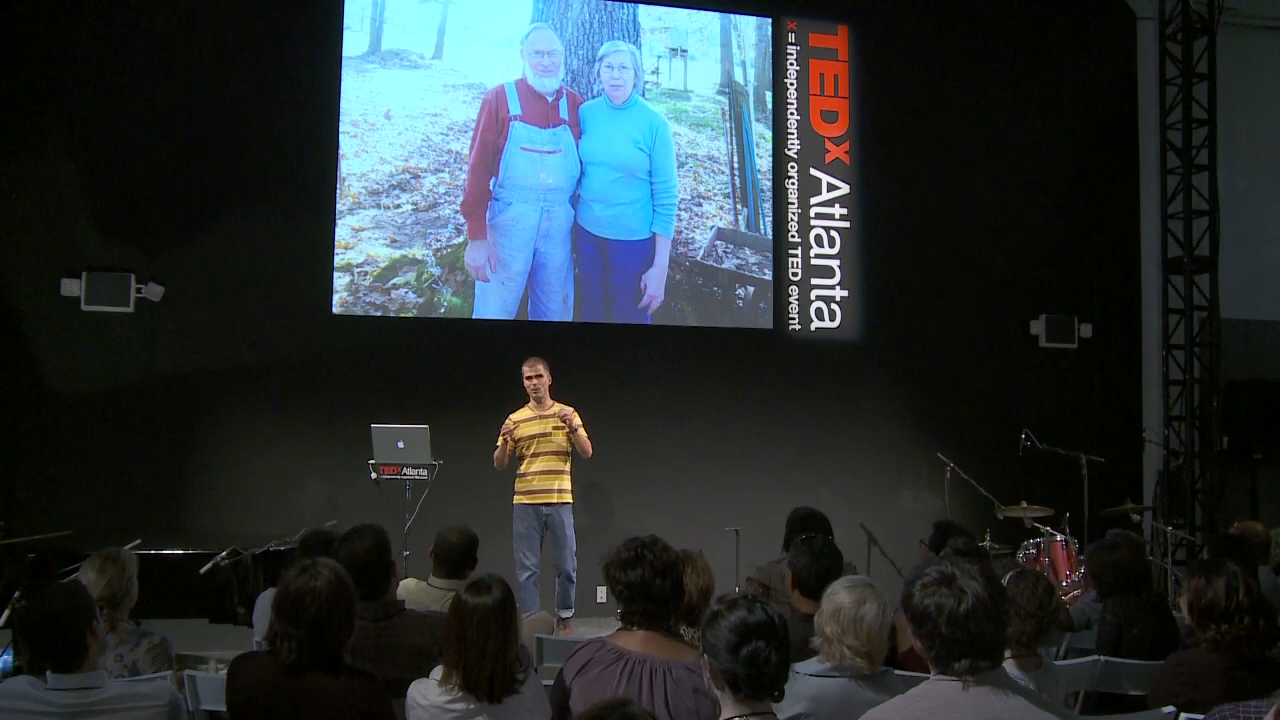 TEDx Atlanta
x = independently organized TED event
TEDx Atlanta